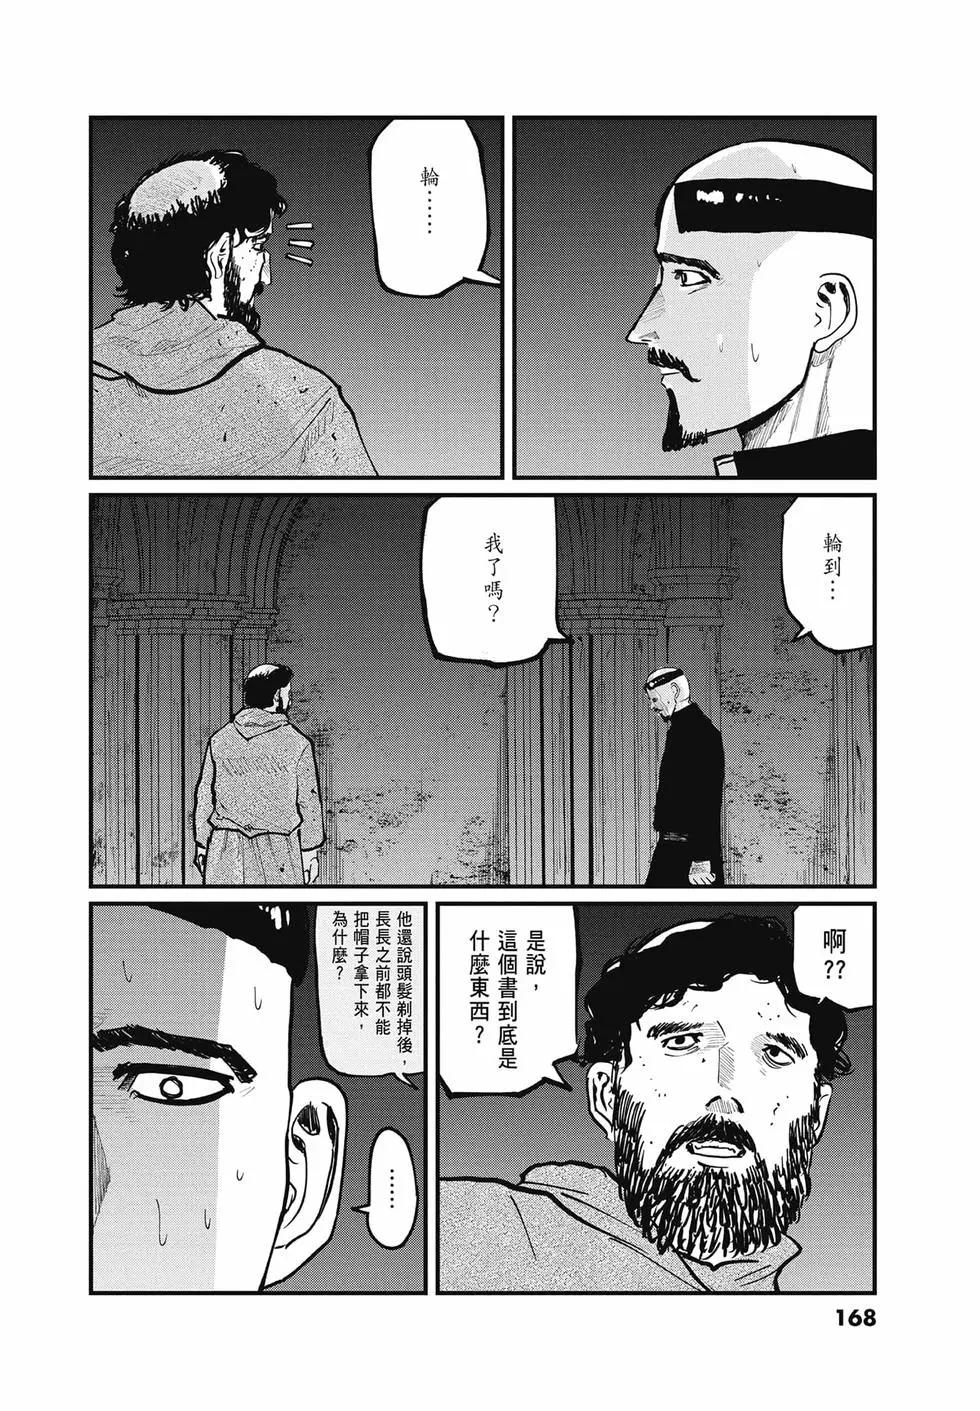 輪……
輪到…
我了嗎？
啊??
是說，
這個書到底是
什麼東西？
他還說頭髮剃掉後，
長長之前都不能
把帽子拿下來，
為什麼？
……
168